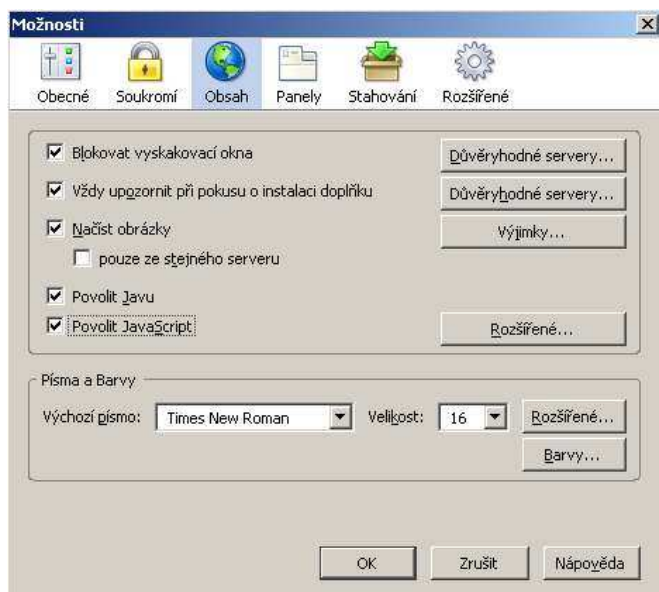 Možnosti
Obecné Soukromí Obsah Panely Stahování Rozšířené
Blokovat vyskakovací okna Důvěryhodné servery...
Vždy upozornit při pokusu o instalaci doplňku Důvěryhodné servery...
Načíst obrázky Výjimky...
pouze ze stejného serveru
Povolit Javu
Povolit JavaScript Rozšířené...
Písma a Barvy
Výchozí písmo: Times New Roman Velikost: 16 Rozšířené...
Barvy...
OK Zrušit Nápověda